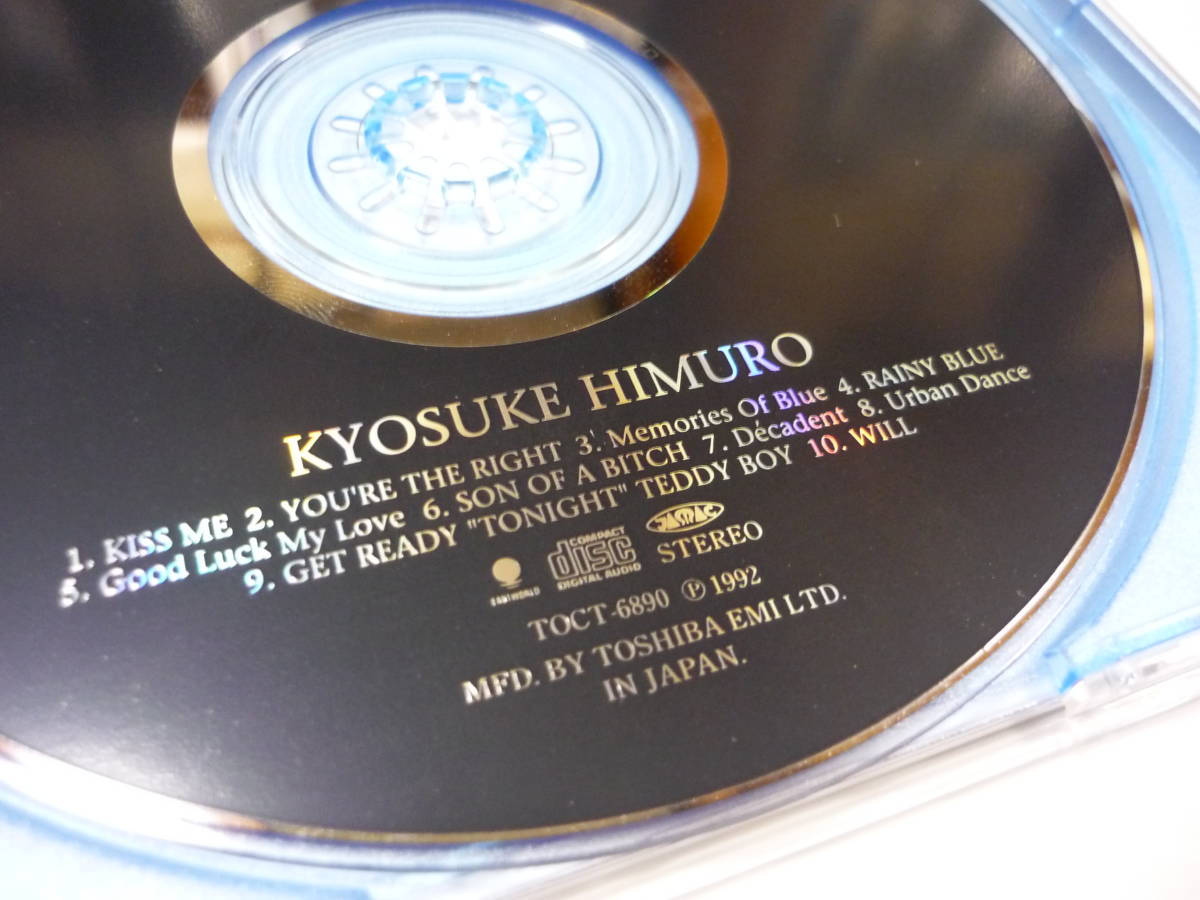 KYOSUKE HIMURO
1. KISS ME 2. YOU'RE THE RIGHT 3. Memories Of Blue 4. RAINY BLUE
5. Good Luck My Love 6. SON OF A BITCH 7. Décadent 8. Urban Dance
9. GET READY "TONIGHT" TEDDY BOY 10. WILL
EASTWORLD COMPACT disc DIGITAL AUDIO JASRAC STEREO
TOCT-6890 ℗ 1992
MFD. BY TOSHIBA EMI LTD.
IN JAPAN.